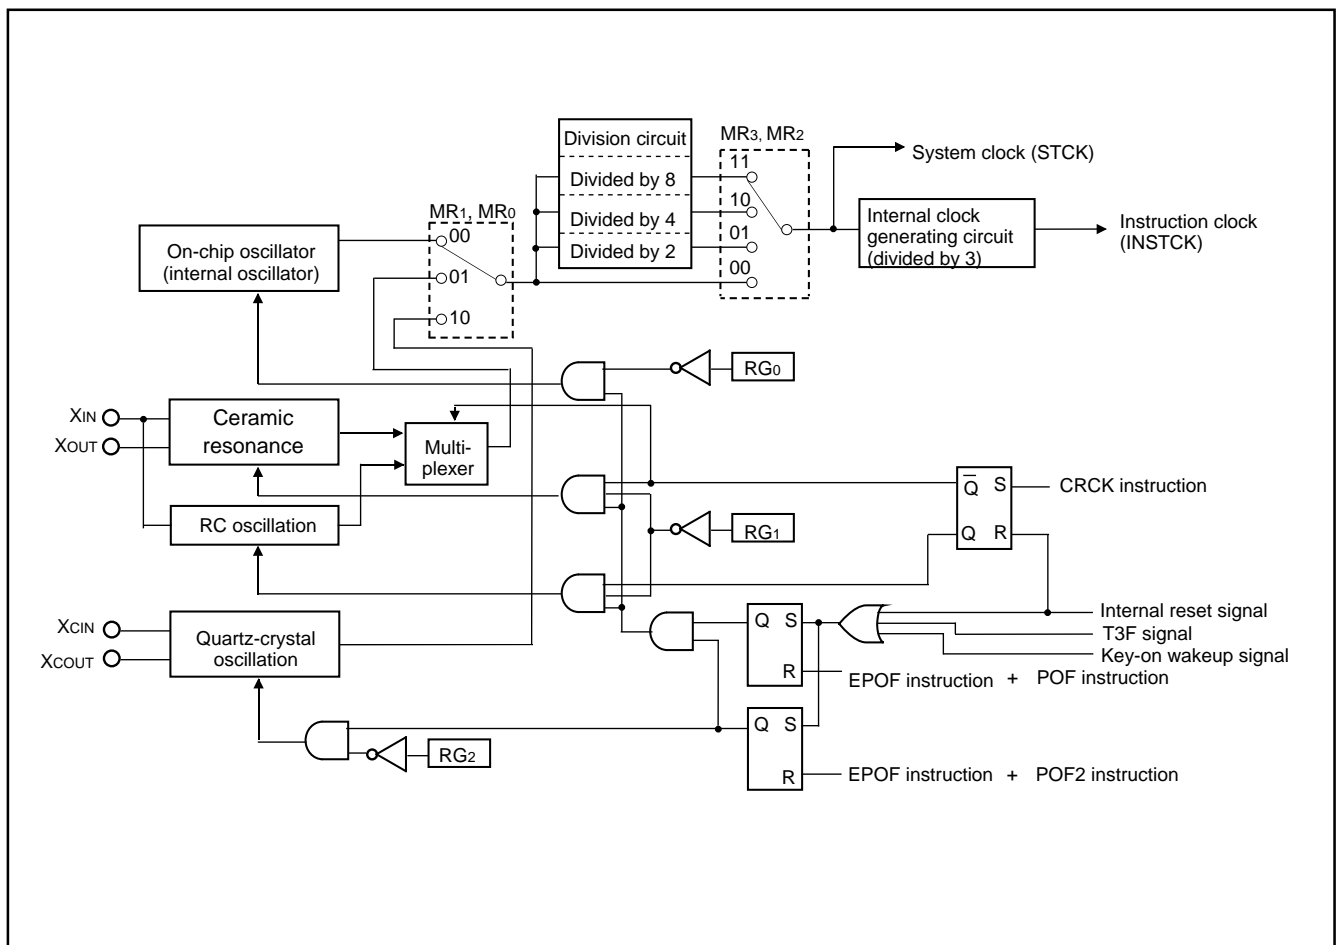 Division circuit
Divided by 8
Divided by 4
Divided by 2
MR3, MR2
11
10
01
00
System clock (STCK)
Internal clock
generating circuit
(divided by 3)
Instruction clock
(INSTCK)
MR1, MR0
00
01
10
On-chip oscillator
(internal oscillator)
RG0
XIN
XOUT
Ceramic
resonance
Multi-
plexer
RC oscillation
RG1
Q̅ S
Q R
CRCK instruction
XCIN
XCOUT
Quartz-crystal
oscillation
Q S
R
Internal reset signal
T3F signal
Key-on wakeup signal
EPOF instruction + POF instruction
Q S
R
RG2
EPOF instruction + POF2 instruction